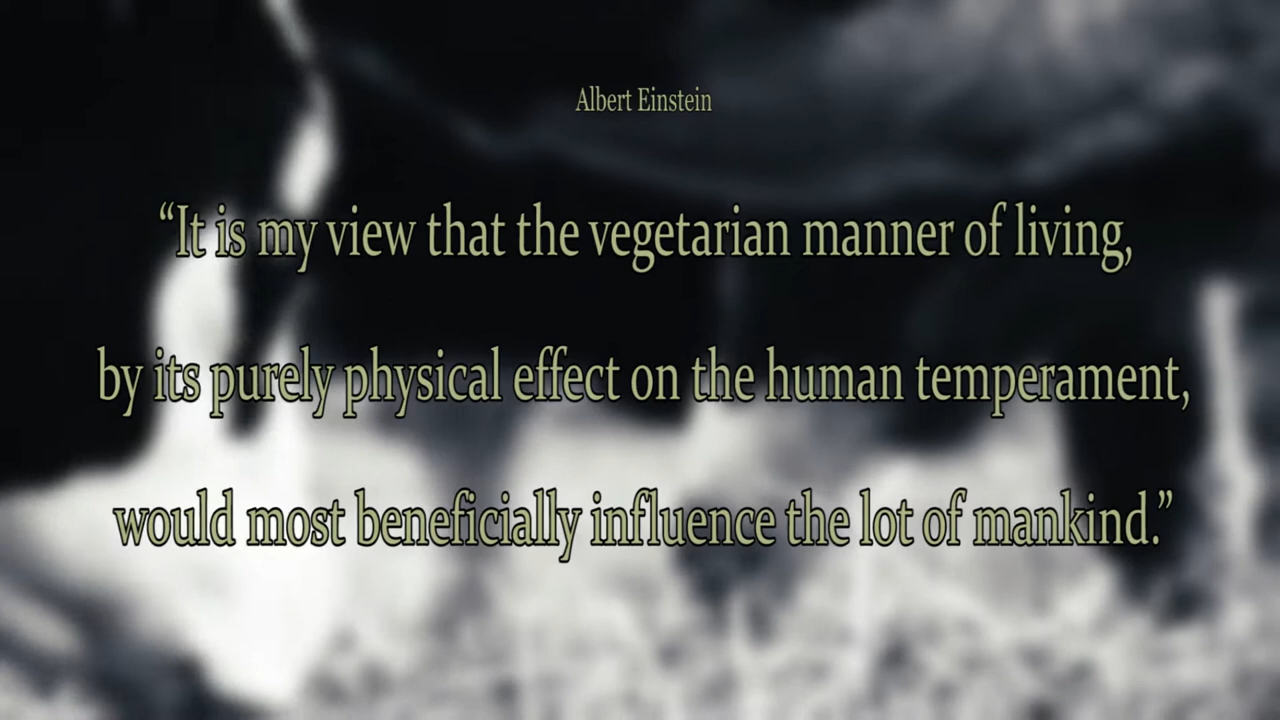 Albert Einstein
“It is my view that the vegetarian manner of living,
by its purely physical effect on the human temperament,
would most beneficially influence the lot of mankind.”